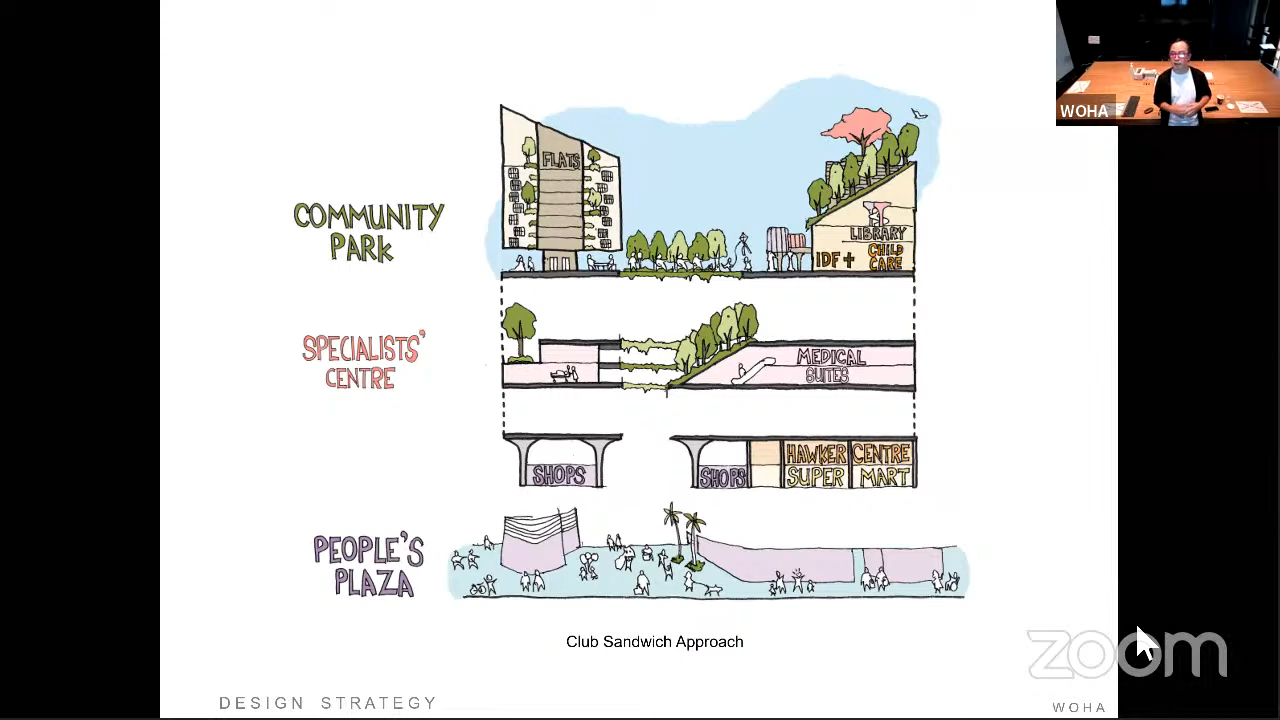 WOHA
FLATS
COMMUNITY
PARK
LIBRARY
IDF +
CHILD
CARE
SPECIALISTS'
CENTRE
MEDICAL
SUITES
SHOPS
SHOPS
HAWKER CENTRE
SUPER MART
PEOPLE'S
PLAZA
Club Sandwich Approach
zoom
DESIGN STRATEGY
WOHA